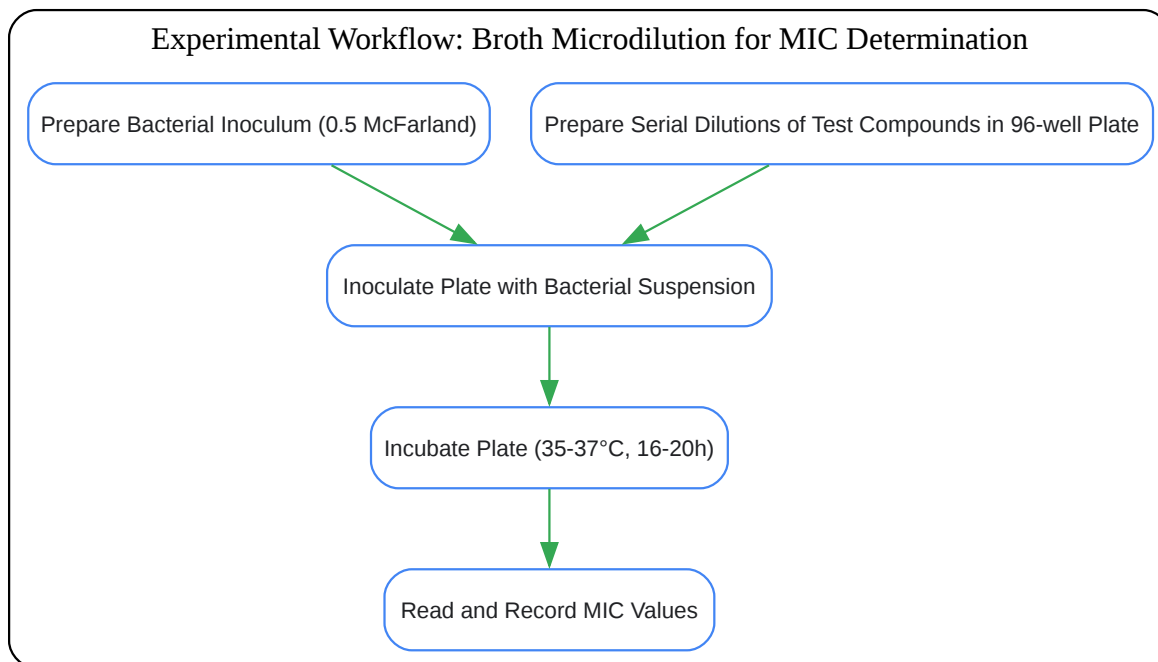 Experimental Workflow: Broth Microdilution for MIC Determination
Prepare Bacterial Inoculum (0.5 McFarland)
Prepare Serial Dilutions of Test Compounds in 96-well Plate
Inoculate Plate with Bacterial Suspension
Incubate Plate (35-37°C, 16-20h)
Read and Record MIC Values